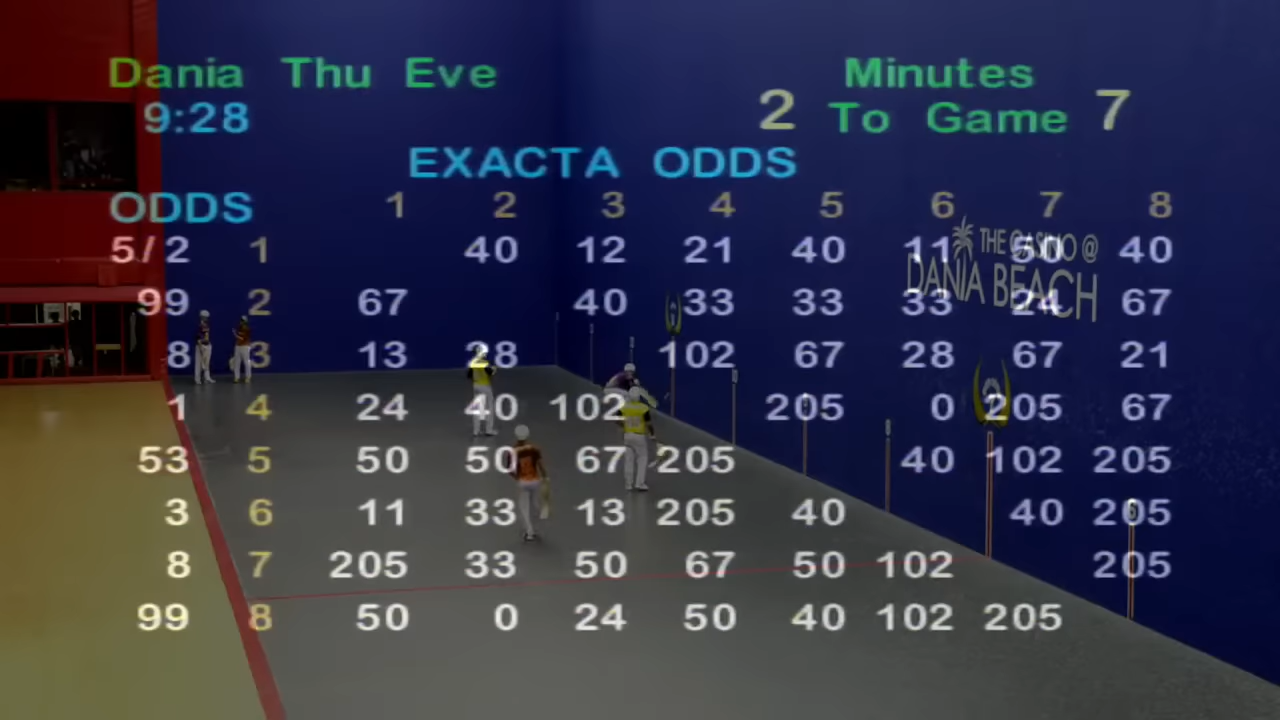 Dania Thu Eve
Minutes
9:28
2 To Game 7
EXACTA ODDS
ODDS 1 2 3 4 5 6 7 8
5/2 1 40 12 21 40 11 50 40
THE CASINO @
DANIA BEACH
99 2 67 40 33 33 33 24 67
8 3 13 28 102 67 28 67 21
1 4 24 40 102 205 0 205 67
53 5 50 50 67 205 40 102 205
3 6 11 33 13 205 40 40 205
8 7 205 33 50 67 50 102 205
99 8 50 0 24 50 40 102 205